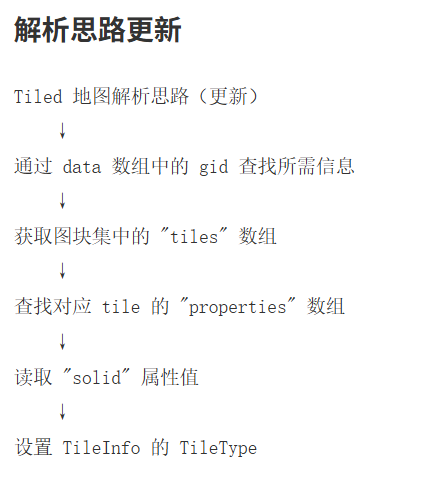 解析思路更新
Tiled 地图解析思路（更新）
↓
通过 data 数组中的 gid 查找所需信息
↓
获取图块集中的 "tiles" 数组
↓
查找对应 tile 的 "properties" 数组
↓
读取 "solid" 属性值
↓
设置 TileInfo 的 TileType